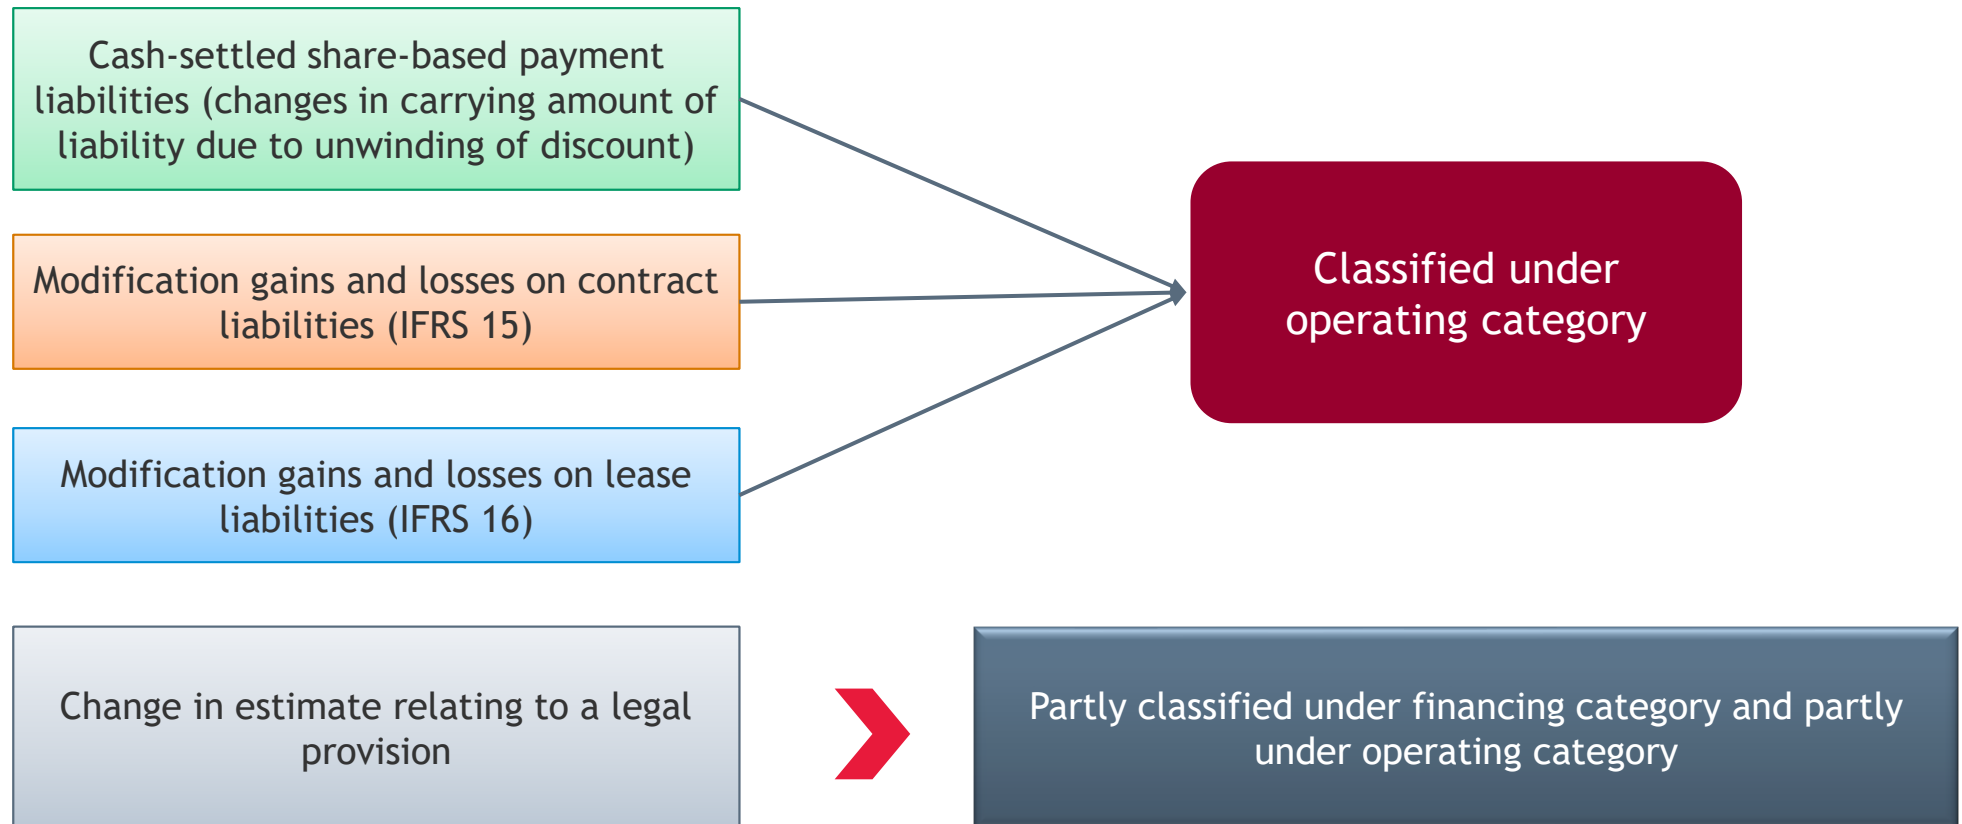 Cash-settled share-based payment
liabilities (changes in carrying amount of
liability due to unwinding of discount)
Modification gains and losses on contract
liabilities (IFRS 15)
Modification gains and losses on lease
liabilities (IFRS 16)
Classified under
operating category
Change in estimate relating to a legal
provision
Partly classified under financing category and partly
under operating category